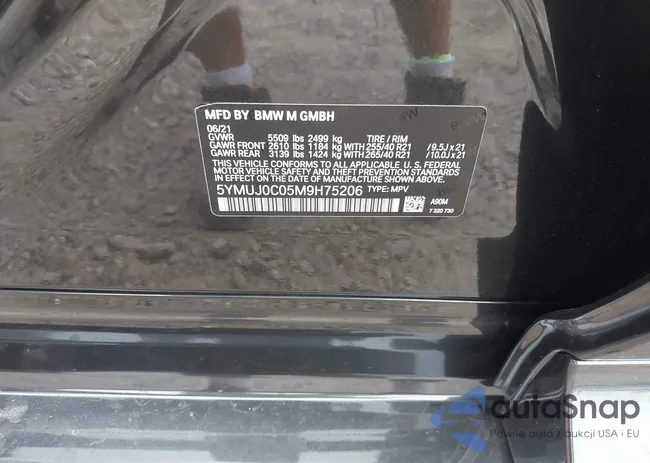 MFD BY BMW M GMBH
06/21
GVWR 5509 lbs 2499 kg TIRE / RIM
GAWR FRONT 2610 lbs 1184 kg WITH 255/40 R21 /9.5J x 21
GAWR REAR 3139 lbs 1424 kg WITH 265/40 R21 /10.0J x 21
THIS VEHICLE CONFORMS TO ALL APPLICABLE U.S. FEDERAL
MOTOR VEHICLE SAFETY AND THEFT PREVENTION STANDARDS
IN EFFECT ON THE DATE OF MANUFACTURE SHOWN ABOVE.
5YMUJ0C05M9H75206 TYPE: MPV
A90M
7 320 730
autoSnap
Pewne auta z aukcji USA i EU